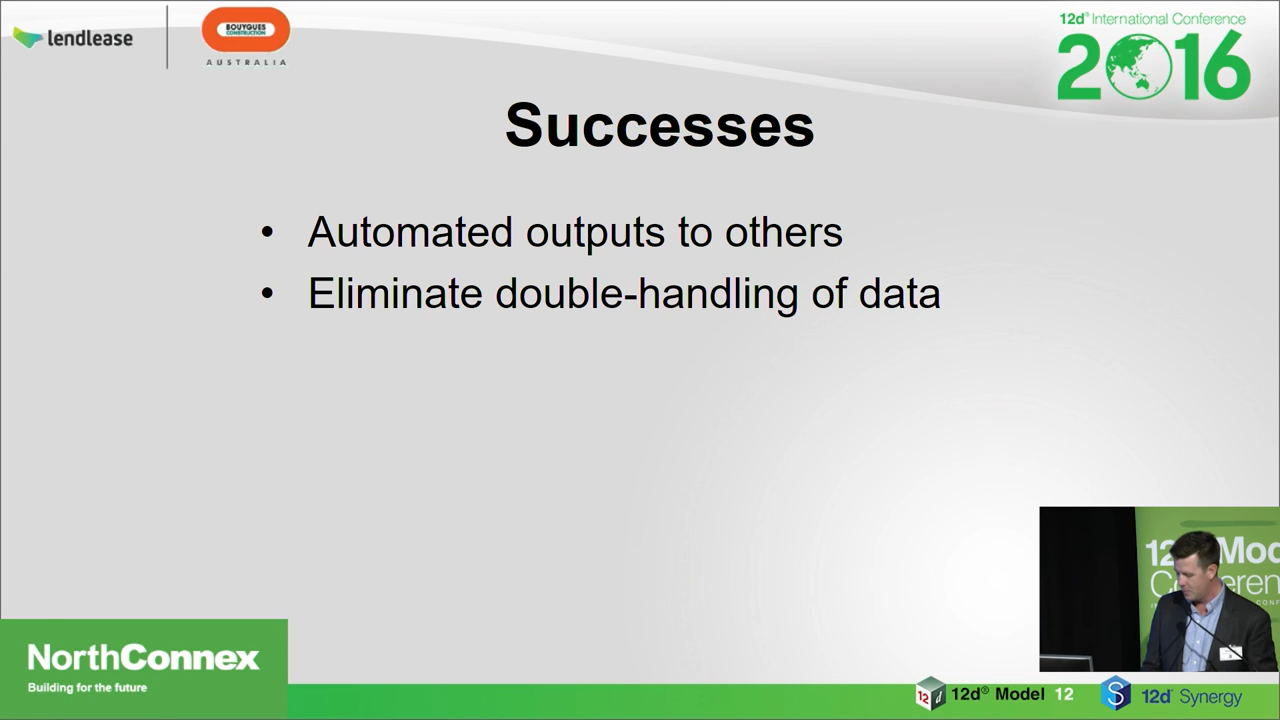 lendlease
BOUYGUES
CONSTRUCTION
AUSTRALIA
12d® International Conference
2016
Successes
• Automated outputs to others
• Eliminate double-handling of data
NorthConnex
Building for the future
12d® Model 12
12d® Synergy